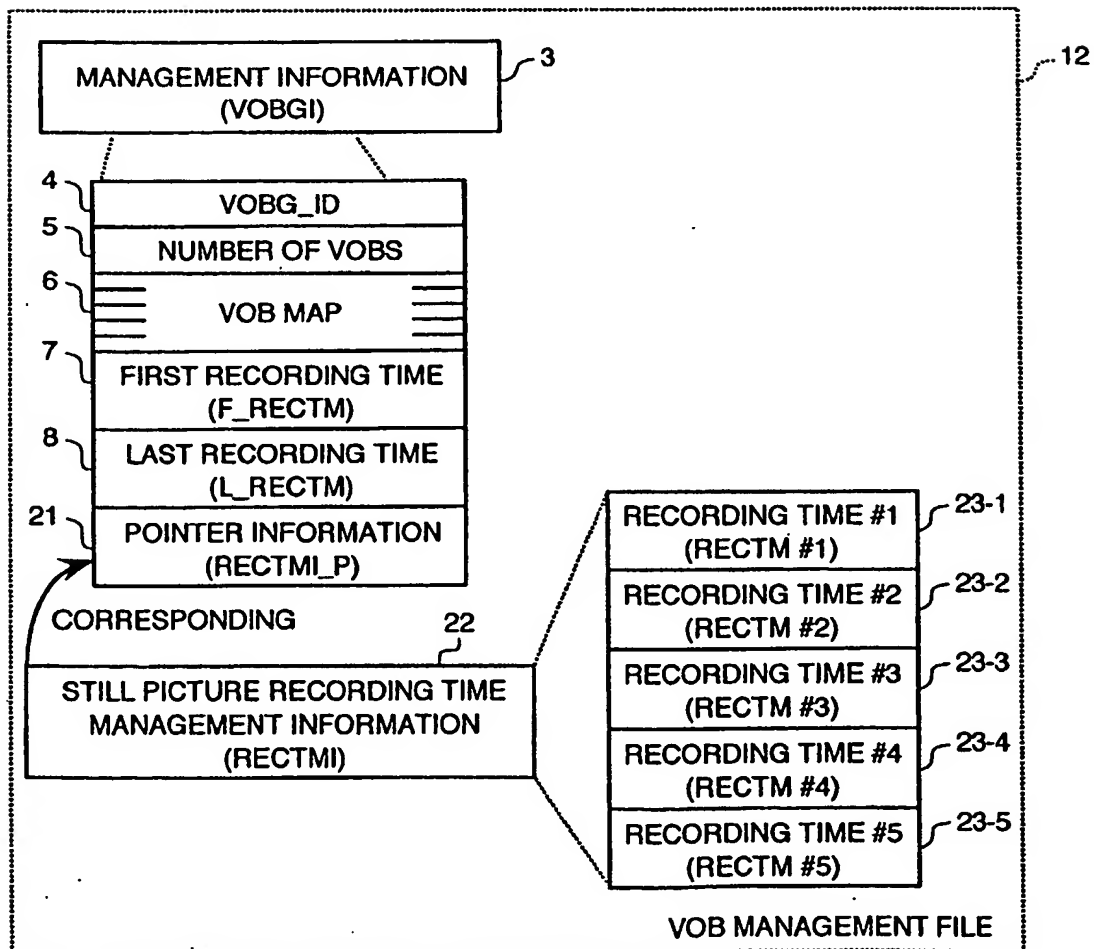 MANAGEMENT INFORMATION
(VOBGI)
3
12
4
VOBG_ID
5
NUMBER OF VOBS
6
VOB MAP
7
FIRST RECORDING TIME
(F_RECTM)
8
LAST RECORDING TIME
(L_RECTM)
21
POINTER INFORMATION
(RECTMI_P)
CORRESPONDING
22
STILL PICTURE RECORDING TIME
MANAGEMENT INFORMATION
(RECTMI)
RECORDING TIME #1
(RECTM #1)
23-1
RECORDING TIME #2
(RECTM #2)
23-2
RECORDING TIME #3
(RECTM #3)
23-3
RECORDING TIME #4
(RECTM #4)
23-4
RECORDING TIME #5
(RECTM #5)
23-5
VOB MANAGEMENT FILE